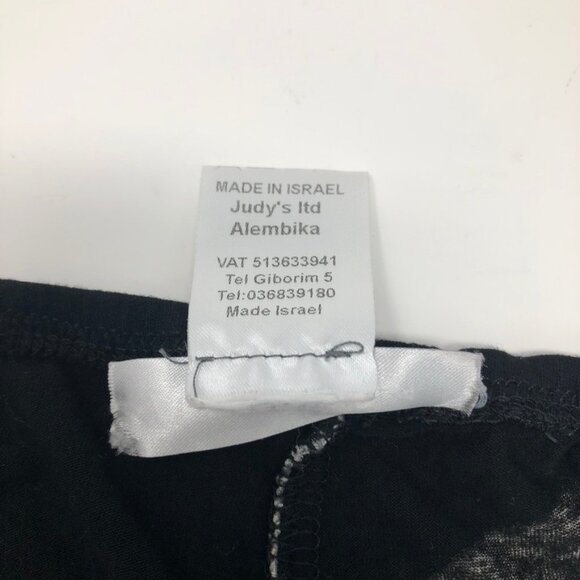 MADE IN ISRAEL
Judy's ltd
Alembika
VAT 513633941
Tel Giborim 5
Tel:036839180
Made Israel